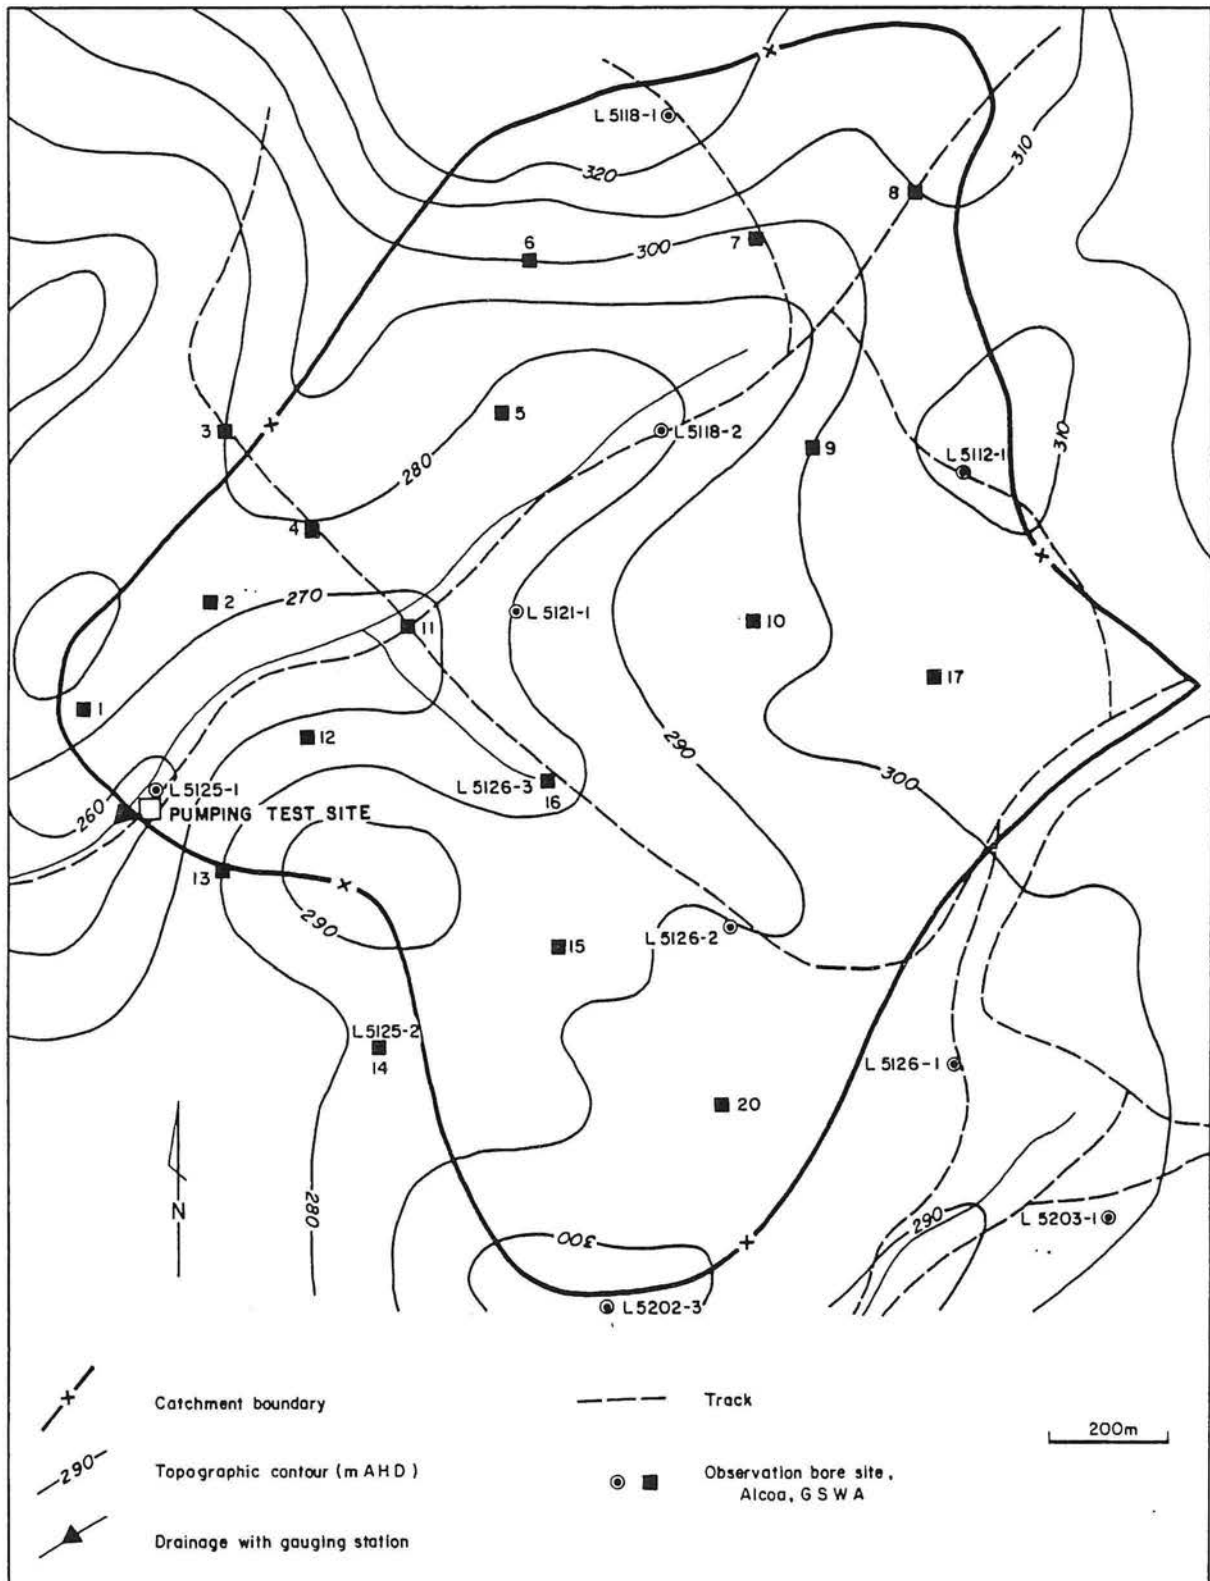 L 5118-1
320
310
8
6
7
300
5
3
L 5118-2
9
310
280
L 5112-1
4
2
270
11
L 5121-1
10
17
1
12
290
L 5126-3
16
300
L 5125-1
260
PUMPING TEST SITE
13
290
15
L 5126-2
L 5125-2
14
L 5126-1
20
N
280
290
L 5203-1
300
L 5202-3
Catchment boundary
Track
200m
290
Topographic contour (m AHD)
Observation bore site,
Alcoa, G S W A
Drainage with gauging station